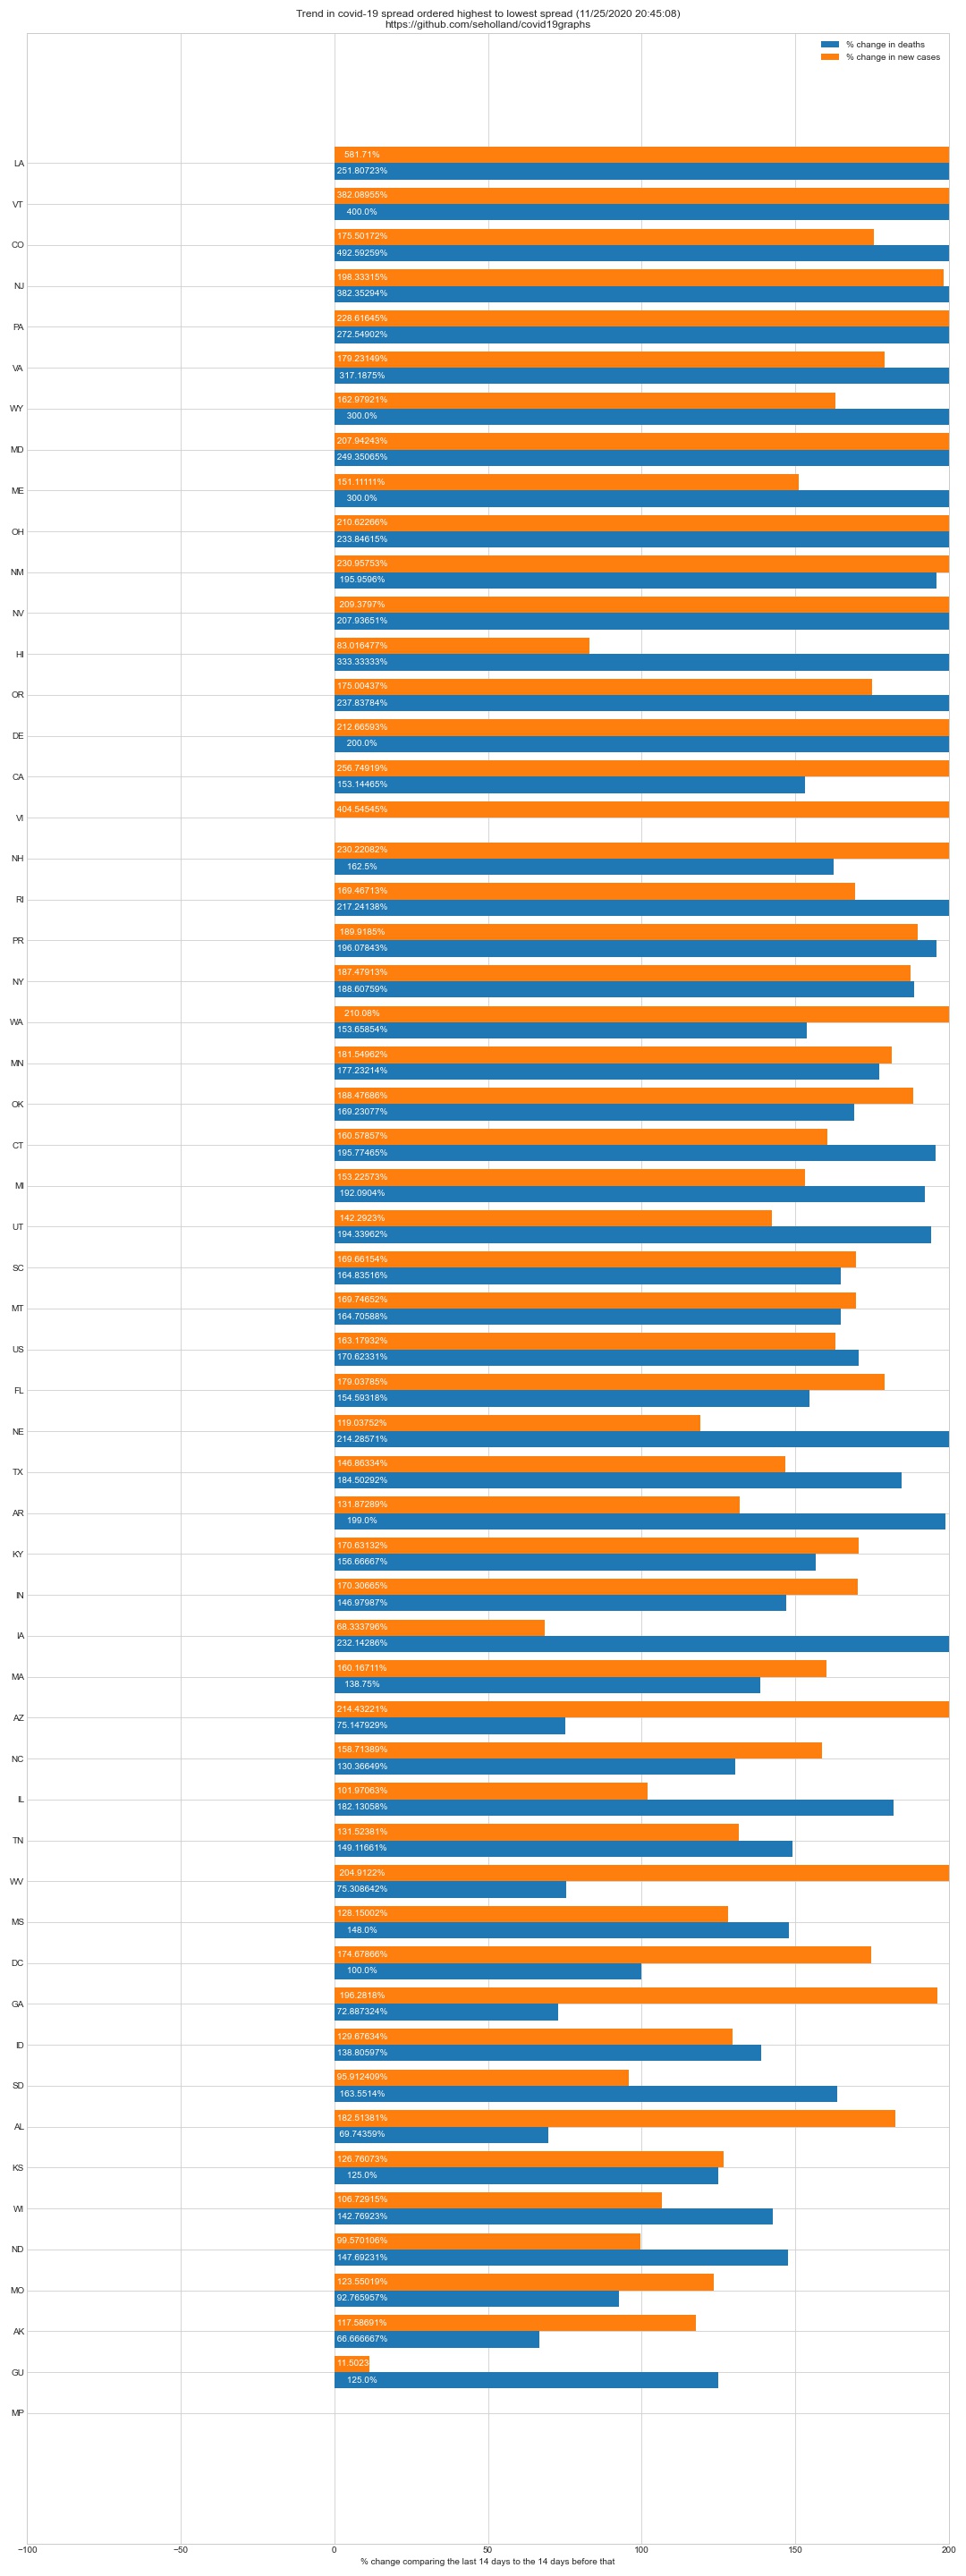 Trend in covid-19 spread ordered highest to lowest spread (11/25/2020 20:45:08)
https://github.com/seholland/covid19graphs
% change in deaths
% change in new cases
581.71%
LA
251.80723%
382.08955%
VT
400.0%
175.50172%
CO
492.59259%
198.33315%
NJ
382.35294%
228.61645%
PA
272.54902%
179.23149%
VA
317.1875%
162.97921%
WY
300.0%
207.94243%
MD
249.35065%
151.11111%
ME
300.0%
210.62266%
OH
233.84615%
230.95753%
NM
195.9596%
209.3797%
NV
207.93651%
83.016477%
HI
333.33333%
175.00437%
OR
237.83784%
212.66593%
DE
200.0%
256.74919%
CA
153.14465%
404.54545%
VI
230.22082%
NH
162.5%
169.46713%
RI
217.24138%
189.9185%
PR
196.07843%
187.47913%
NY
188.60759%
210.08%
WA
153.65854%
181.54962%
MN
177.23214%
188.47686%
OK
169.23077%
160.57857%
CT
195.77465%
153.22573%
MI
192.0904%
142.2923%
UT
194.33962%
169.66154%
SC
164.83516%
169.74652%
MT
164.70588%
163.17932%
US
170.62331%
179.03785%
FL
154.59318%
119.03752%
NE
214.28571%
146.86334%
TX
184.50292%
131.87289%
AR
199.0%
170.63132%
KY
156.66667%
170.30665%
IN
146.97987%
68.333796%
IA
232.14286%
160.16711%
MA
138.75%
214.43221%
AZ
75.147929%
158.71389%
NC
130.36649%
101.97063%
IL
182.13058%
131.52381%
TN
149.11661%
204.9122%
WV
75.308642%
128.15002%
MS
148.0%
174.67866%
DC
100.0%
196.2818%
GA
72.887324%
129.67634%
ID
138.80597%
95.912409%
SD
163.5514%
182.51381%
AL
69.74359%
126.76073%
KS
125.0%
106.72915%
WI
142.76923%
99.570106%
ND
147.69231%
123.55019%
MO
92.765957%
117.58691%
AK
66.666667%
11.5023
GU
125.0%
MP
−100 −50 0 50 100 150 200
% change comparing the last 14 days to the 14 days before that